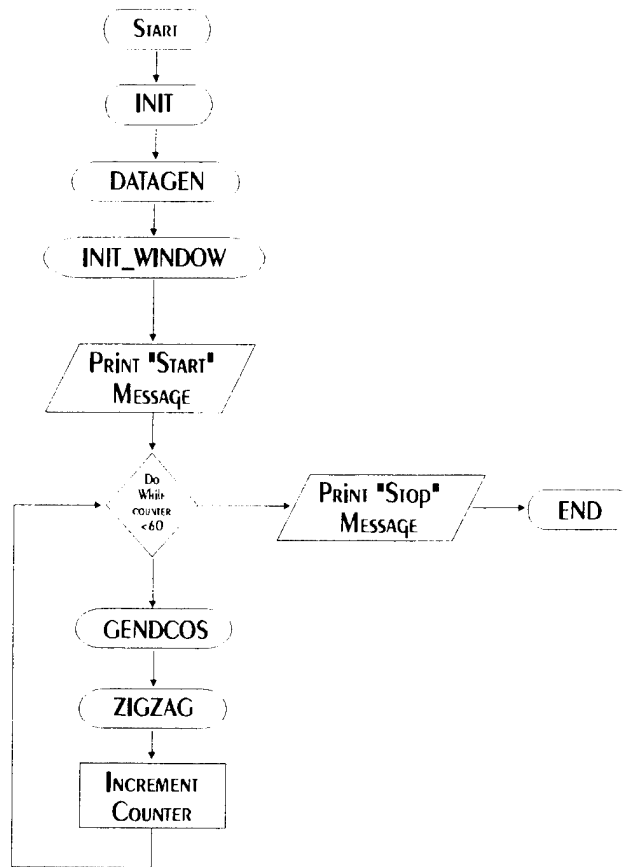 START
INIT
DATAGEN
INIT_WINDOW
PRINT "START"
MESSAGE
DO
WHILE
COUNTER
<60
PRINT "STOP"
MESSAGE
END
GENDCOS
ZIGZAG
INCREMENT
COUNTER